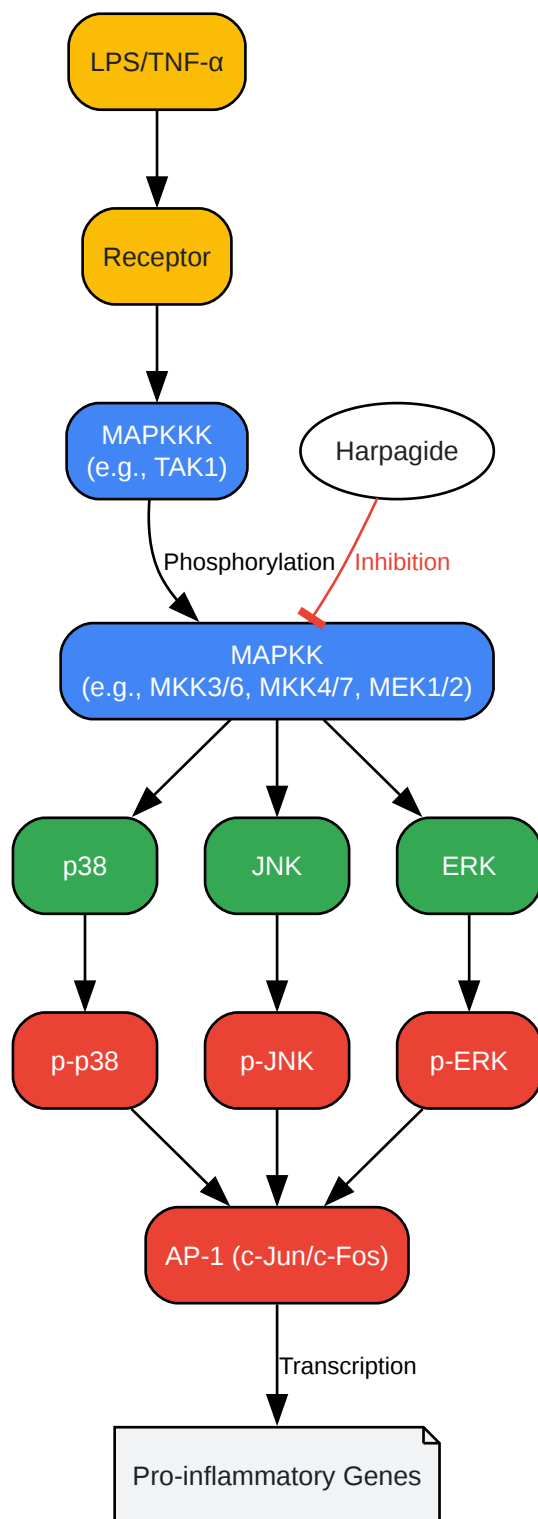 LPS/TNF-α
Receptor
MAPKKK
(e.g., TAK1)
Harpagide
Phosphorylation
Inhibition
MAPKK
(e.g., MKK3/6, MKK4/7, MEK1/2)
p38
JNK
ERK
p-p38
p-JNK
p-ERK
AP-1 (c-Jun/c-Fos)
Transcription
Pro-inflammatory Genes